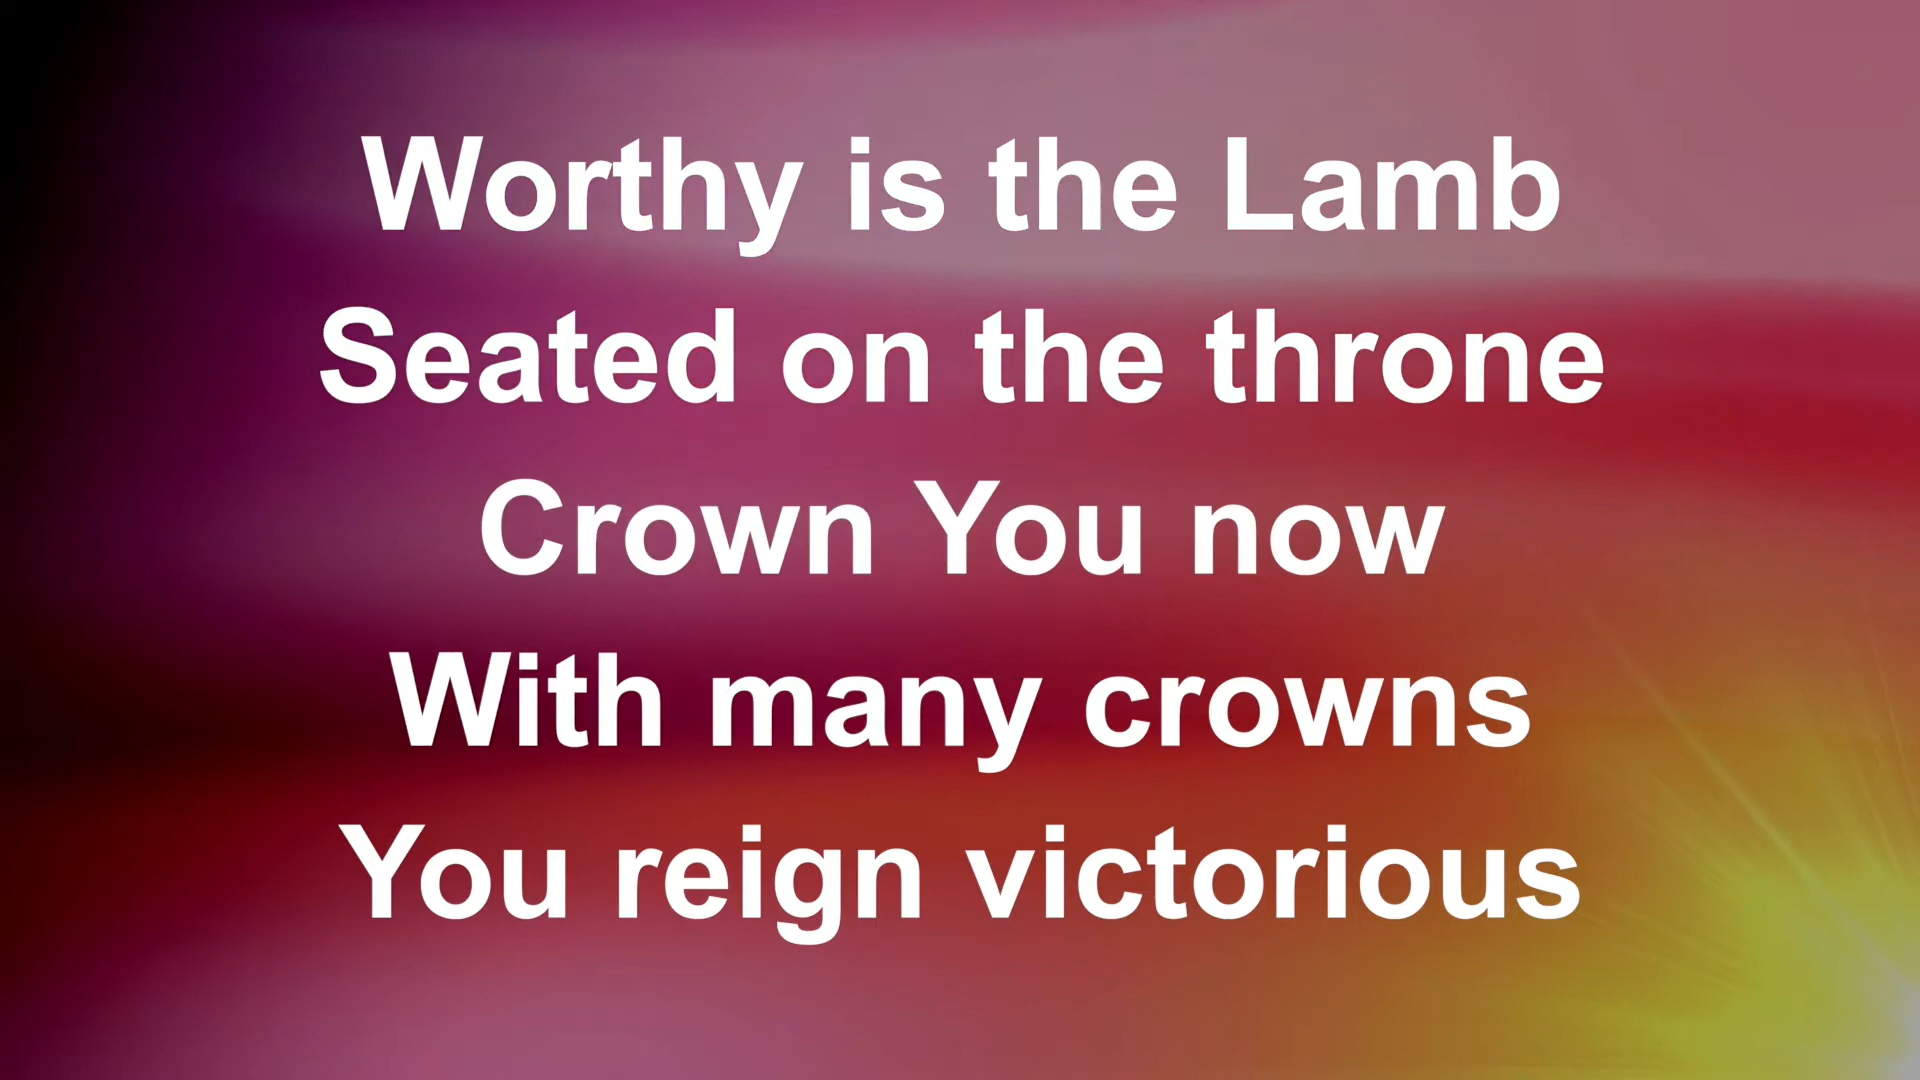 Worthy is the Lamb
Seated on the throne
Crown You now
With many crowns
You reign victorious